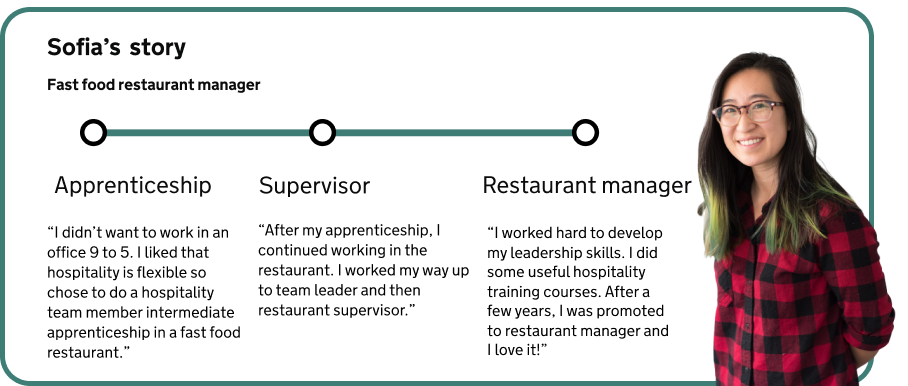 Sofia’s story
Fast food restaurant manager
Apprenticeship
“I didn’t want to work in an
office 9 to 5. I liked that
hospitality is flexible so
chose to do a hospitality
team member intermediate
apprenticeship in a fast food
restaurant.”
Supervisor
“After my apprenticeship, I
continued working in the
restaurant. I worked my way up
to team leader and then
restaurant supervisor.”
Restaurant manager
“I worked hard to develop
my leadership skills. I did
some useful hospitality
training courses. After a
few years, I was promoted
to restaurant manager and
I love it!”